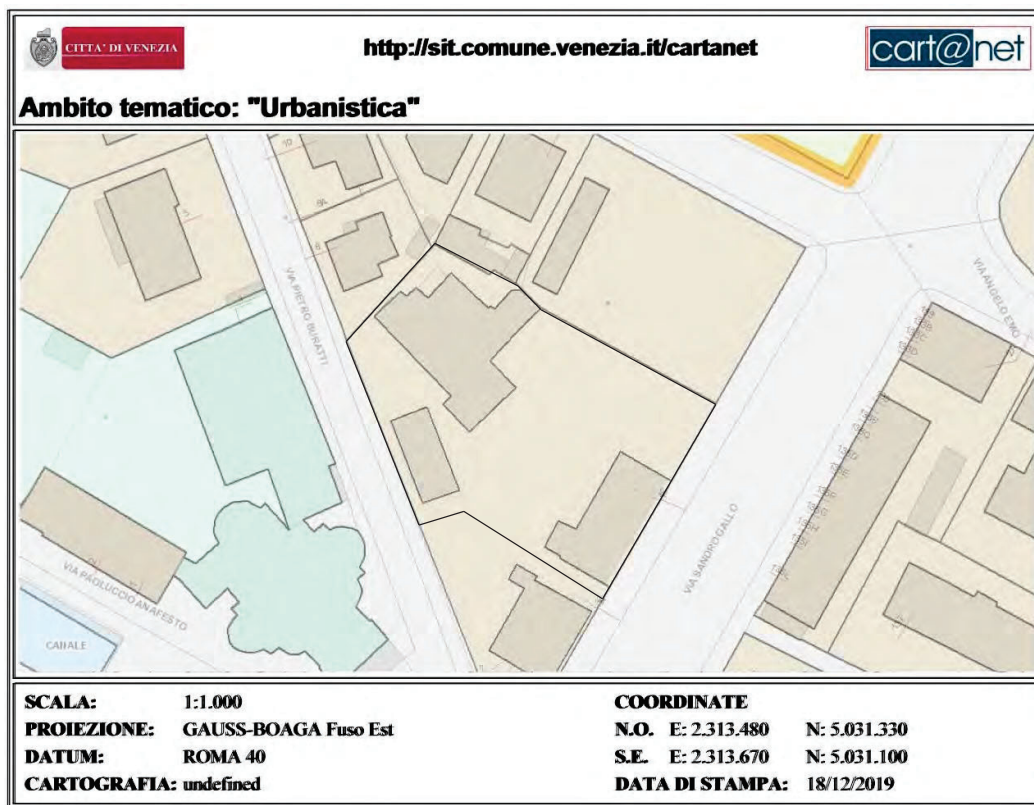 CITTA' DI VENEZIA
http://sit.comune.venezia.it/cartanet
cart@net
Ambito tematico: "Urbanistica"
VIA PIETRO BURATTI
VIA ANGELO EMO
VIA SANDRO GALLO
VIA PAOLUCCIO ANAFESTO
CANALE
SCALA: 1:1.000
PROIEZIONE: GAUSS-BOAGA Fuso Est
DATUM: ROMA 40
CARTOGRAFIA: undefined
COORDINATE
N.O. E: 2.313.480 N: 5.031.330
S.E. E: 2.313.670 N: 5.031.100
DATA DI STAMPA: 18/12/2019